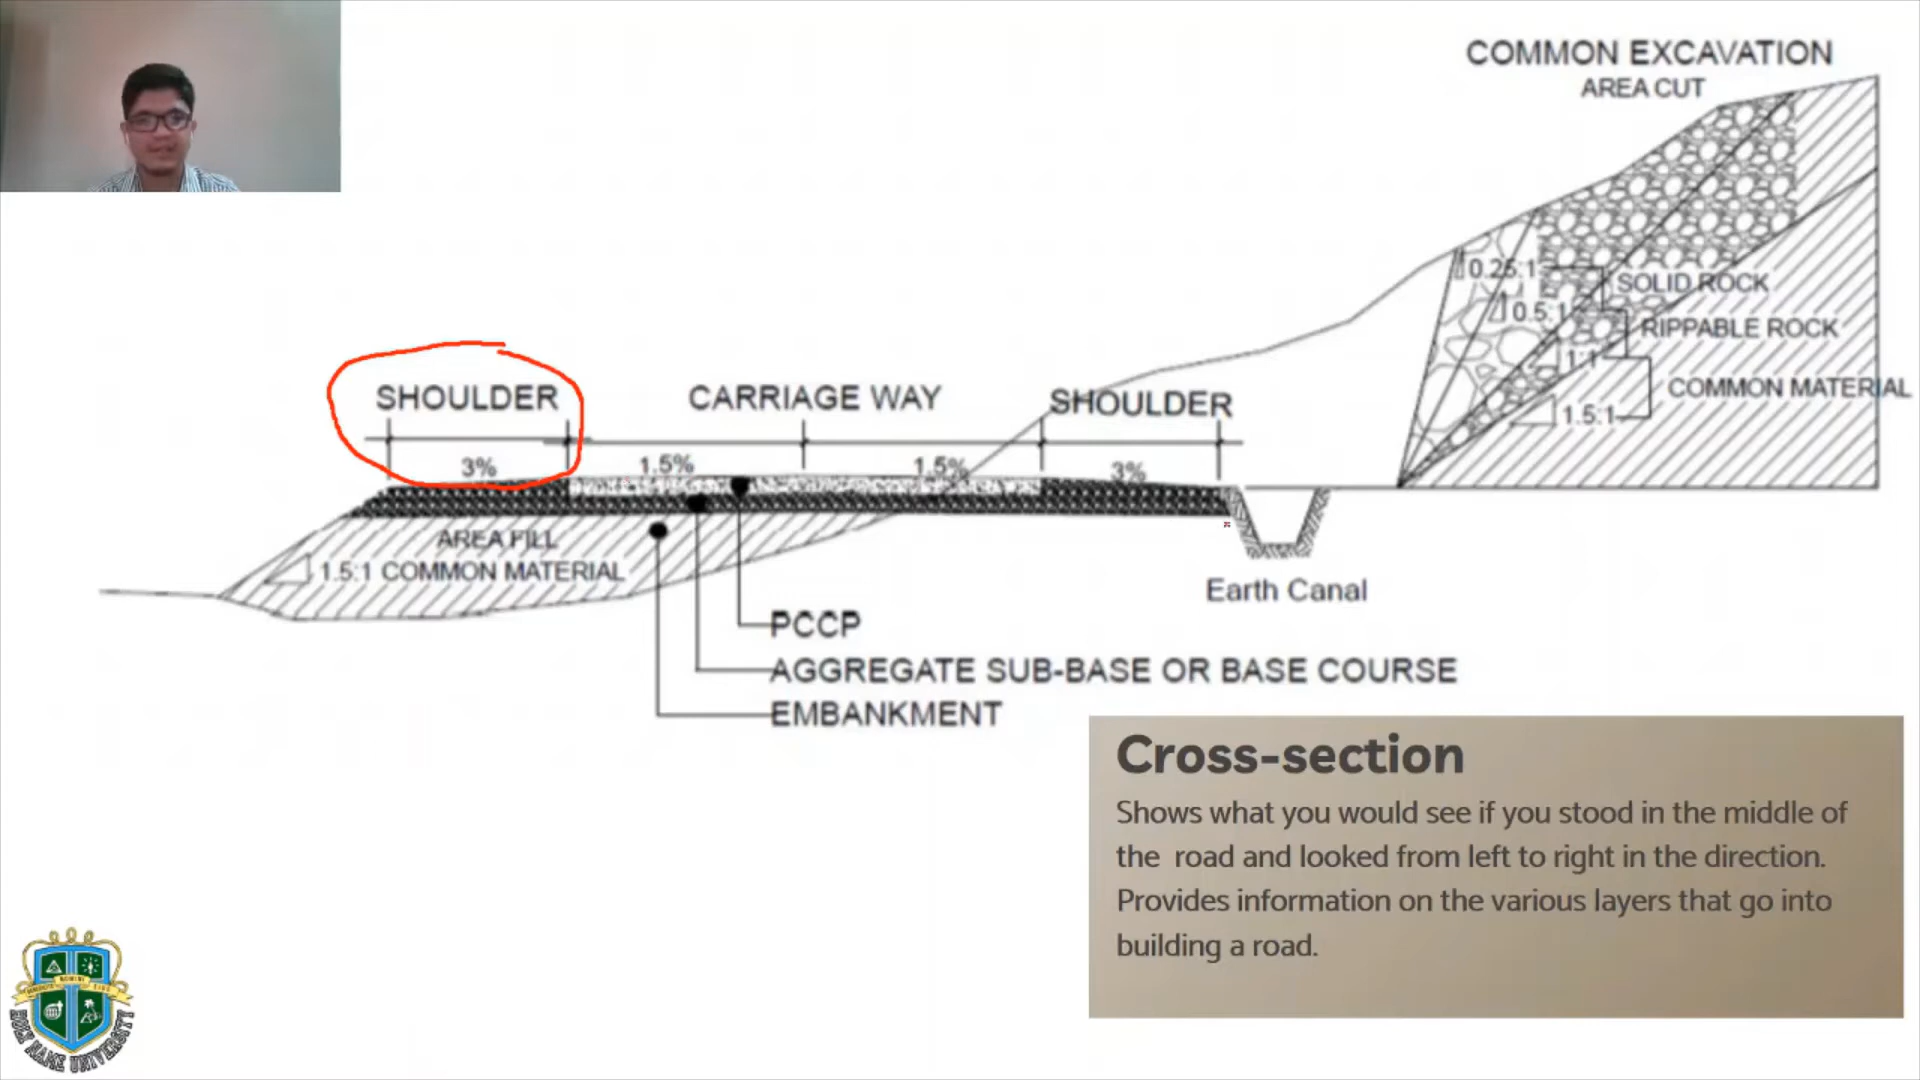 COMMON EXCAVATION
AREA CUT
0.25:1
SOLID ROCK
0.5:1
RIPPABLE ROCK
1:1
COMMON MATERIAL
1.5:1
SHOULDER
CARRIAGE WAY
SHOULDER
3%
1.5%
1.5%
3%
AREA FILL
1.5:1 COMMON MATERIAL
Earth Canal
PCCP
AGGREGATE SUB-BASE OR BASE COURSE
EMBANKMENT
Cross-section
Shows what you would see if you stood in the middle of
the road and looked from left to right in the direction.
Provides information on the various layers that go into
building a road.
HOLY NAME UNIVERSITY